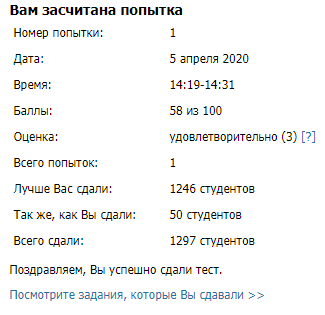 Вам засчитана попытка
Номер попытки: 1
Дата: 5 апреля 2020
Время: 14:19-14:31
Баллы: 58 из 100
Оценка: удовлетворительно (3) [?]
Всего попыток: 1
Лучше Вас сдали: 1246 студентов
Так же, как Вы сдали: 50 студентов
Всего сдали: 1297 студентов
Поздравляем, Вы успешно сдали тест.
Посмотрите задания, которые Вы сдавали >>